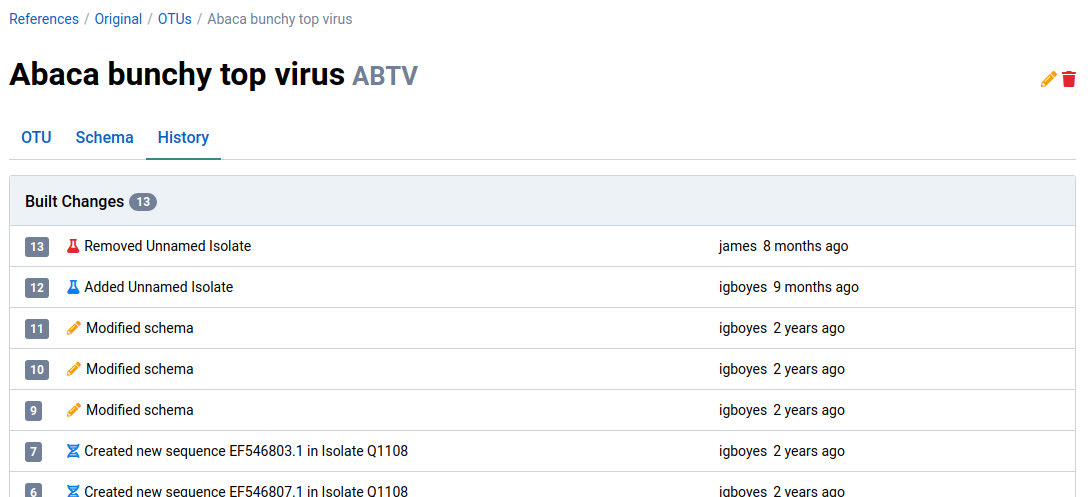 References / Original / OTUs / Abaca bunchy top virus
Abaca bunchy top virus ABTV
OTU Schema History
Built Changes 13
13 Removed Unnamed Isolate james 8 months ago
12 Added Unnamed Isolate igboyes 9 months ago
11 Modified schema igboyes 2 years ago
10 Modified schema igboyes 2 years ago
9 Modified schema igboyes 2 years ago
7 Created new sequence EF546803.1 in Isolate Q1108 igboyes 2 years ago
6 Created new sequence EF546807.1 in Isolate Q1108 igboyes 2 years ago